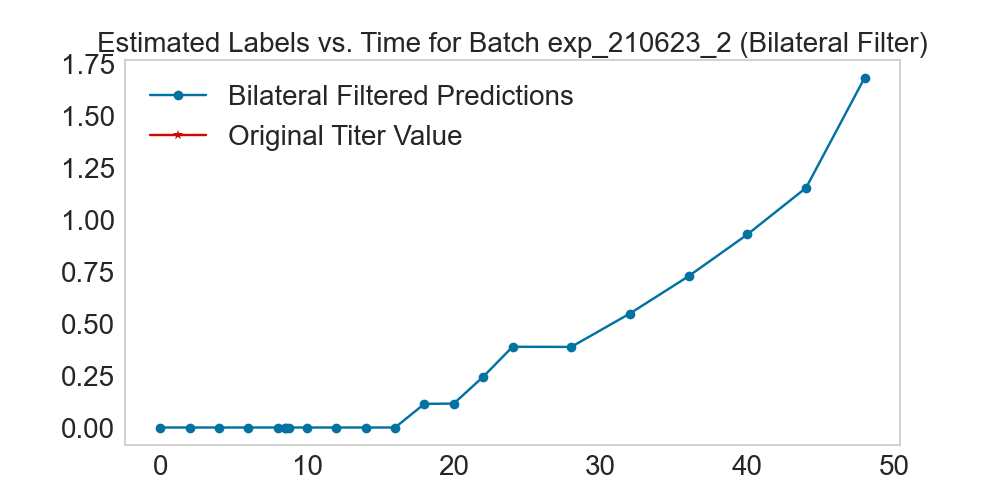 Estimated Labels vs. Time for Batch exp_210623_2 (Bilateral Filter)
1.75
1.50
1.25
1.00
0.75
0.50
0.25
0.00
Bilateral Filtered Predictions
Original Titer Value
0 10 20 30 40 50